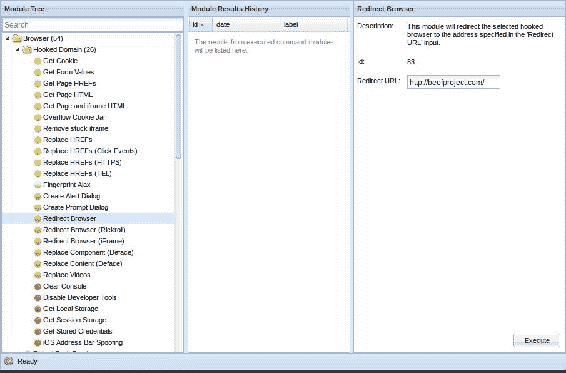 Module Tree
Search
Browser (54)
Hooked Domain (26)
Get Cookie
Get Form Values
Get Page HREFs
Get Page HTML
Get Page and iframe HTML
Overflow Cookie Jar
Remove stuck iframe
Replace HREFs
Replace HREFs (Click Events)
Replace HREFs (HTTPS)
Replace HREFs (TEL)
Fingerprint Ajax
Create Alert Dialog
Create Prompt Dialog
Redirect Browser
Redirect Browser (Rickroll)
Redirect Browser (iFrame)
Replace Component (Deface)
Replace Content (Deface)
Replace Videos
Clear Console
Disable Developer Tools
Get Local Storage
Get Session Storage
Get Stored Credentials
iOS Address Bar Spoofing
Module Results History
id date label
The results from executed command modules
will be listed here.
Redirect Browser
Description: This module will redirect the selected hooked
browser to the address specified in the 'Redirect
URL' input.
Id:
Redirect URL: http://beefproject.com/
Execute
Ready